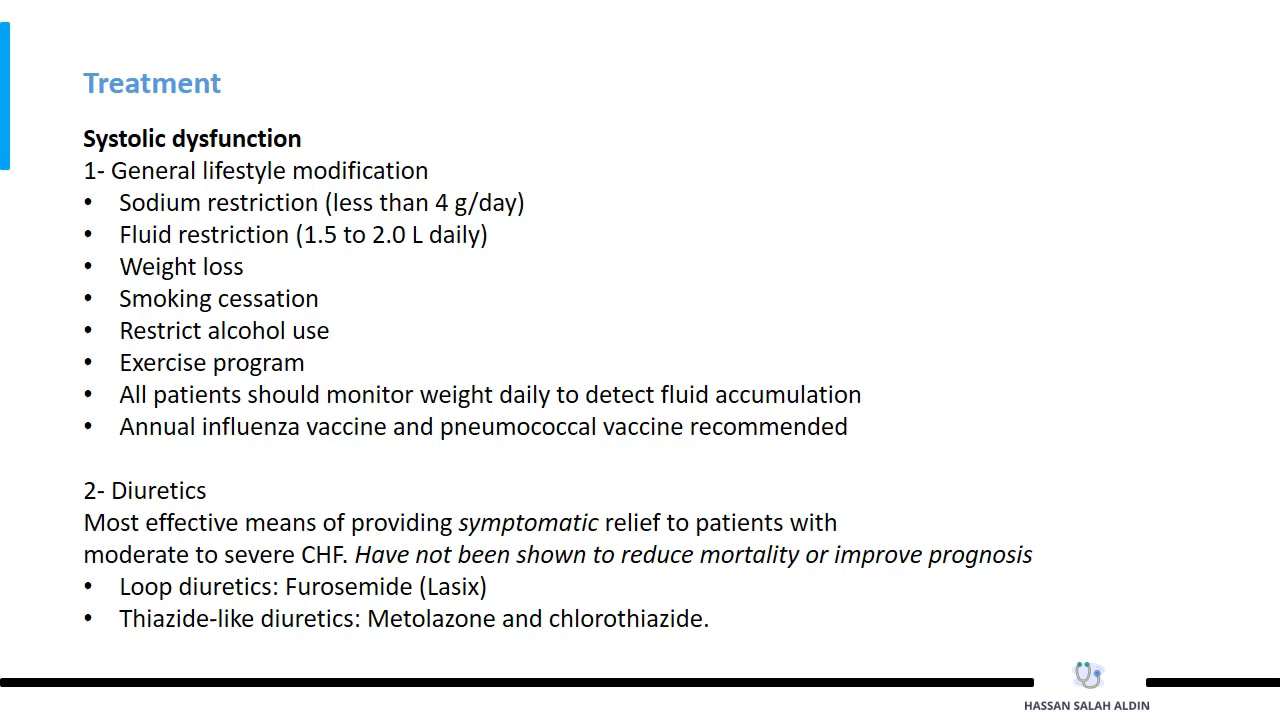 Treatment
Systolic dysfunction
1- General lifestyle modification
• Sodium restriction (less than 4 g/day)
• Fluid restriction (1.5 to 2.0 L daily)
• Weight loss
• Smoking cessation
• Restrict alcohol use
• Exercise program
• All patients should monitor weight daily to detect fluid accumulation
• Annual influenza vaccine and pneumococcal vaccine recommended
2- Diuretics
Most effective means of providing symptomatic relief to patients with
moderate to severe CHF. Have not been shown to reduce mortality or improve prognosis
• Loop diuretics: Furosemide (Lasix)
• Thiazide-like diuretics: Metolazone and chlorothiazide.
HASSAN SALAH ALDIN